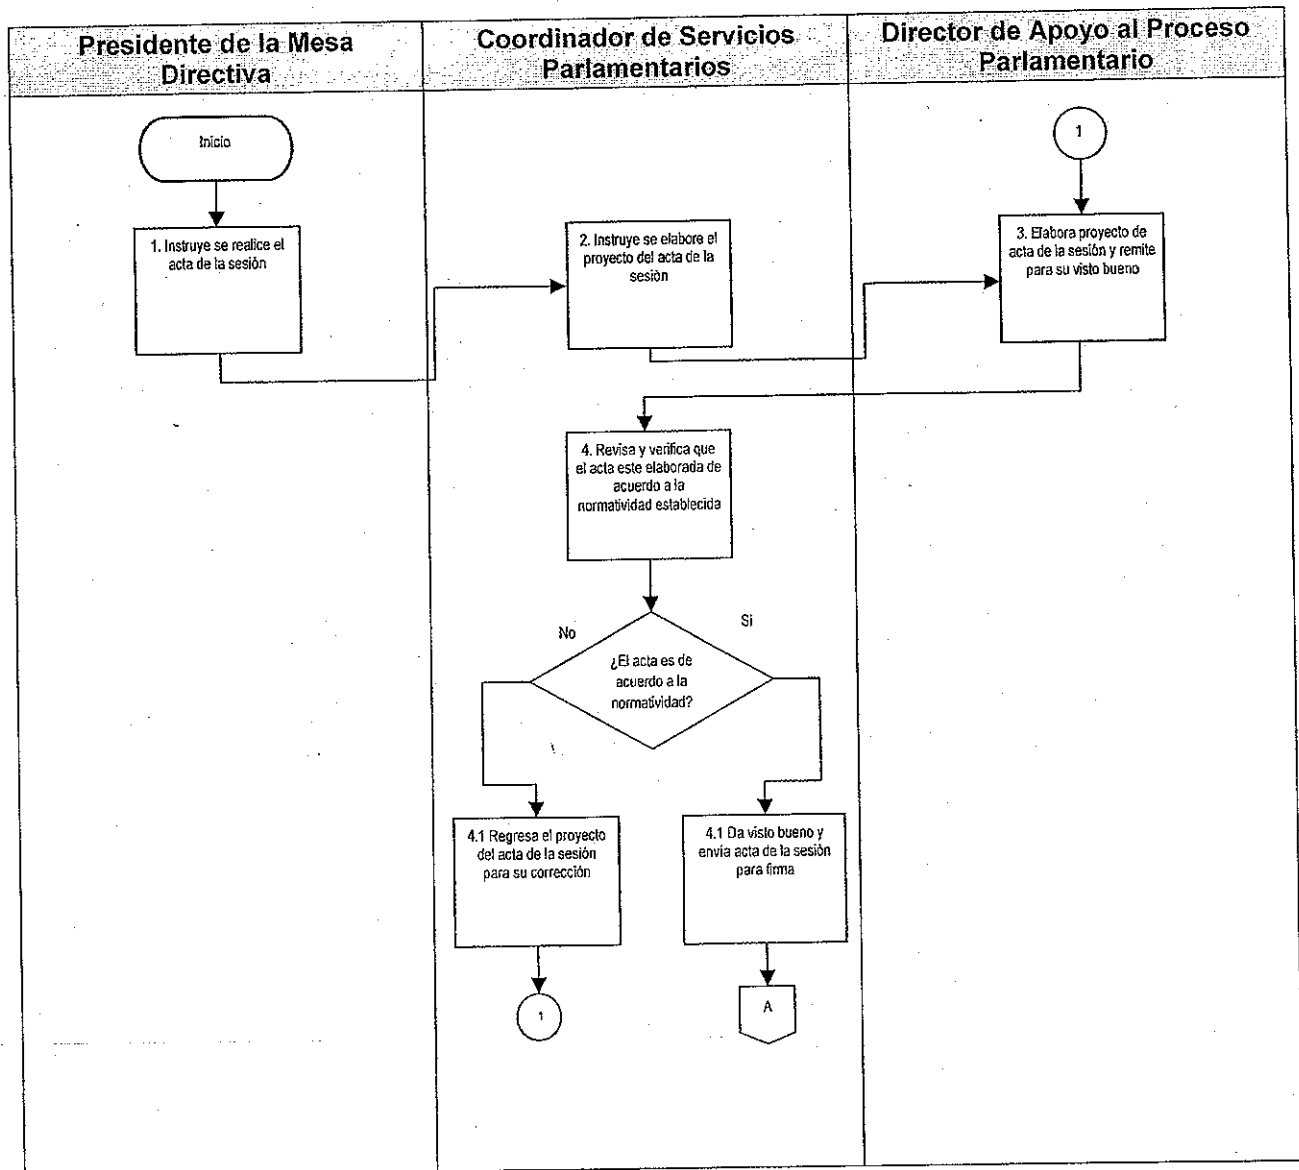 Presidente de la Mesa
Directiva
Coordinador de Servicios
Parlamentarios
Director de Apoyo al Proceso
Parlamentario
Inicio
1
1. Instruye se realice el
acta de la sesión
2. Instruye se elabore el
proyecto del acta de la
sesión
3. Elabora proyecto de
acta de la sesión y remite
para su visto bueno
4. Revisa y verifica que
el acta este elaborada de
acuerdo a la
normatividad establecida
No
Si
¿El acta es de
acuerdo a la
normatividad?
4.1 Regresa el proyecto
del acta de la sesión
para su corrección
4.1 Da visto bueno y
envía acta de la sesión
para firma
1
A